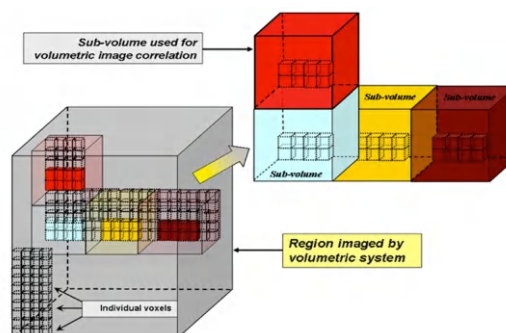 Sub-volume used for
volumetric image correlation
Sub-volume
Sub-volume
Sub-volume
Region imaged by
volumetric system
Individual voxels